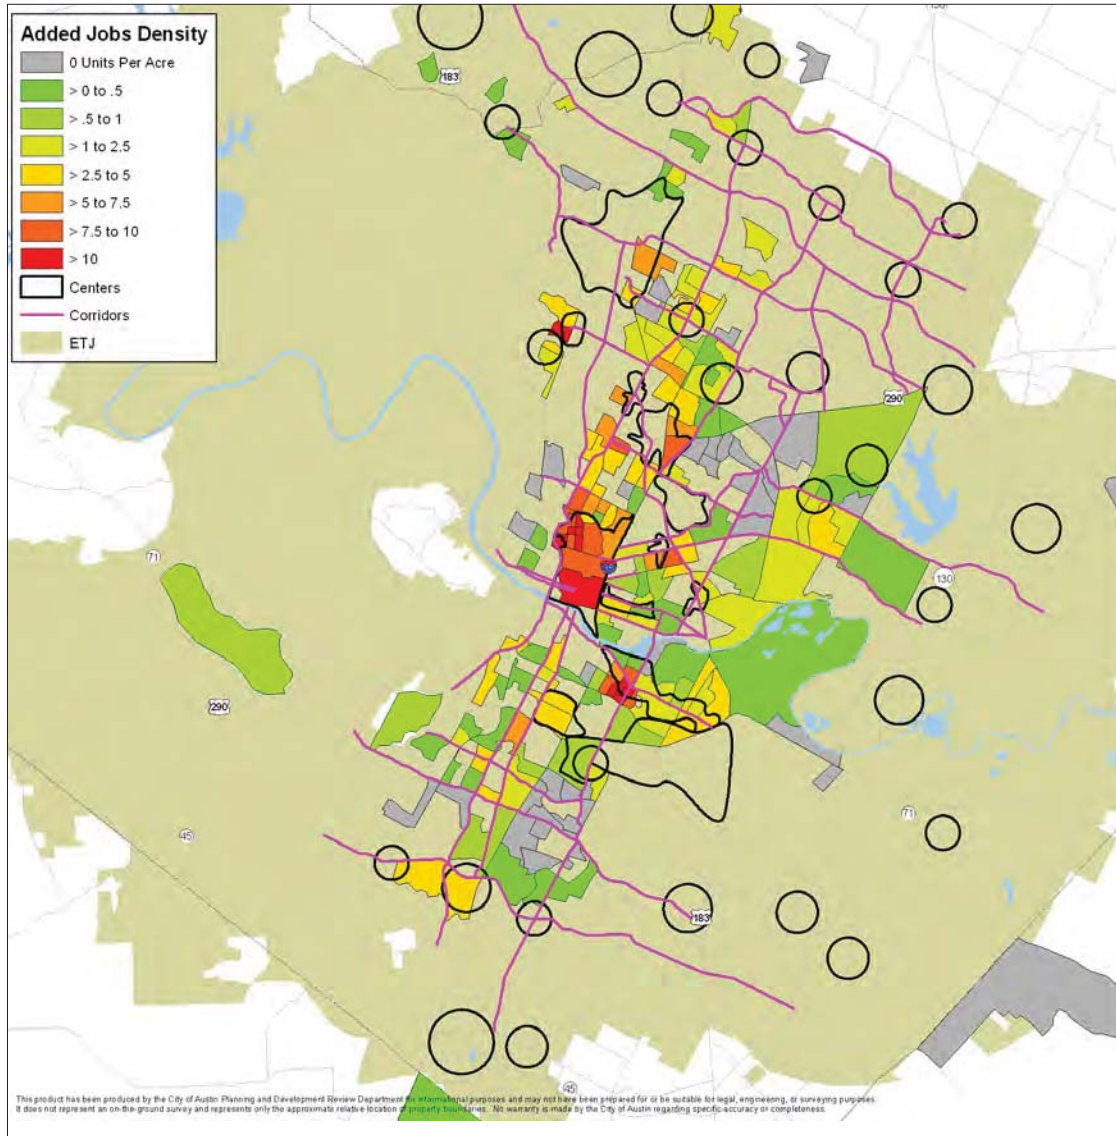 130
Added Jobs Density
0 Units Per Acre
> 0 to .5
> .5 to 1
> 1 to 2.5
> 2.5 to 5
> 5 to 7.5
> 7.5 to 10
> 10
Centers
Corridors
ETJ
183
290
71
130
290
71
45
183
45
This product has been produced by the City of Austin Planning and Development Review Department for informational purposes and may not have been prepared for or be suitable for legal, engineering, or surveying purposes.
It does not represent an on-the-ground survey and represents only the approximate relative location of property boundaries. No warranty is made by the City of Austin regarding specific accuracy or completeness.